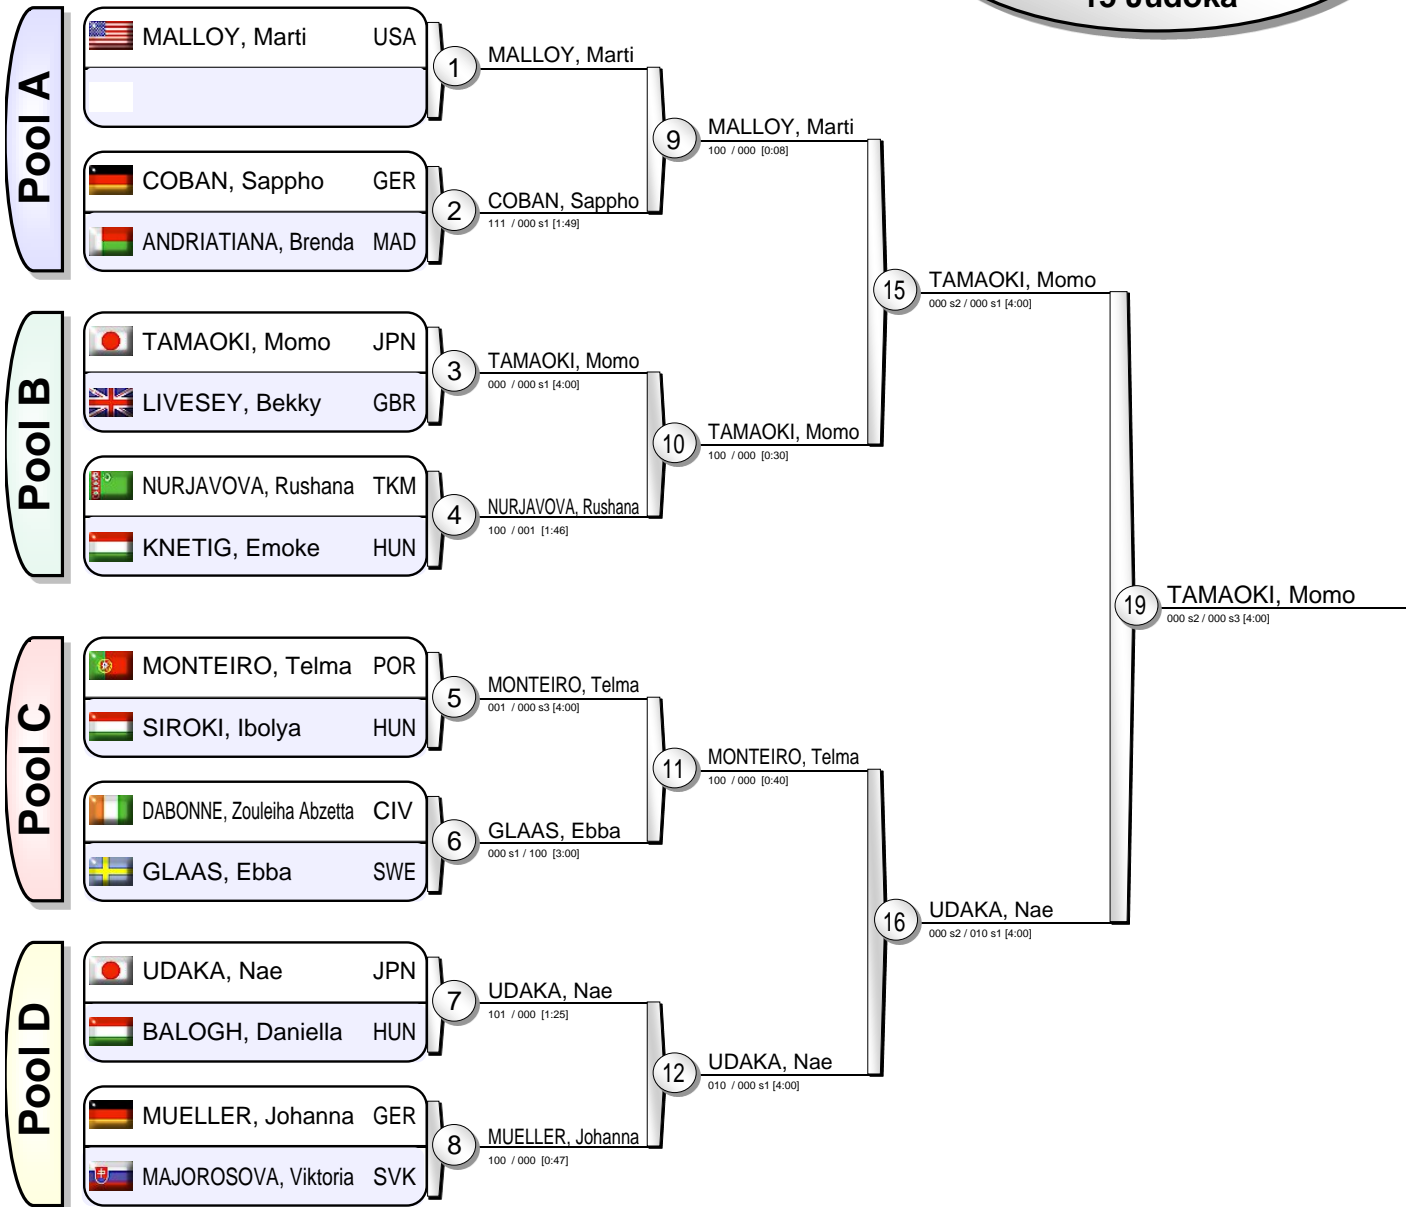 15 Judoka
Pool A
MALLOY, Marti USA
COBAN, Sappho GER
ANDRIATIANA, Brenda MAD
Pool B
TAMAOKI, Momo JPN
LIVESEY, Bekky GBR
NURJAVOVA, Rushana TKM
KNETIG, Emoke HUN
Pool C
MONTEIRO, Telma POR
SIROKI, Ibolya HUN
DABONNE, Zouleiha Abzetta CIV
GLAAS, Ebba SWE
Pool D
UDAKA, Nae JPN
BALOGH, Daniella HUN
MUELLER, Johanna GER
MAJOROSOVA, Viktoria SVK
1
MALLOY, Marti
2
COBAN, Sappho
111 / 000 s1 [1:49]
3
TAMAOKI, Momo
000 / 000 s1 [4:00]
4
NURJAVOVA, Rushana
100 / 001 [1:46]
5
MONTEIRO, Telma
001 / 000 s3 [4:00]
6
GLAAS, Ebba
000 s1 / 100 [3:00]
7
UDAKA, Nae
101 / 000 [1:25]
8
MUELLER, Johanna
100 / 000 [0:47]
9
MALLOY, Marti
100 / 000 [0:08]
10
TAMAOKI, Momo
100 / 000 [0:30]
11
MONTEIRO, Telma
100 / 000 [0:40]
12
UDAKA, Nae
010 / 000 s1 [4:00]
15
TAMAOKI, Momo
000 s2 / 000 s1 [4:00]
16
UDAKA, Nae
000 s2 / 010 s1 [4:00]
19
TAMAOKI, Momo
000 s2 / 000 s3 [4:00]